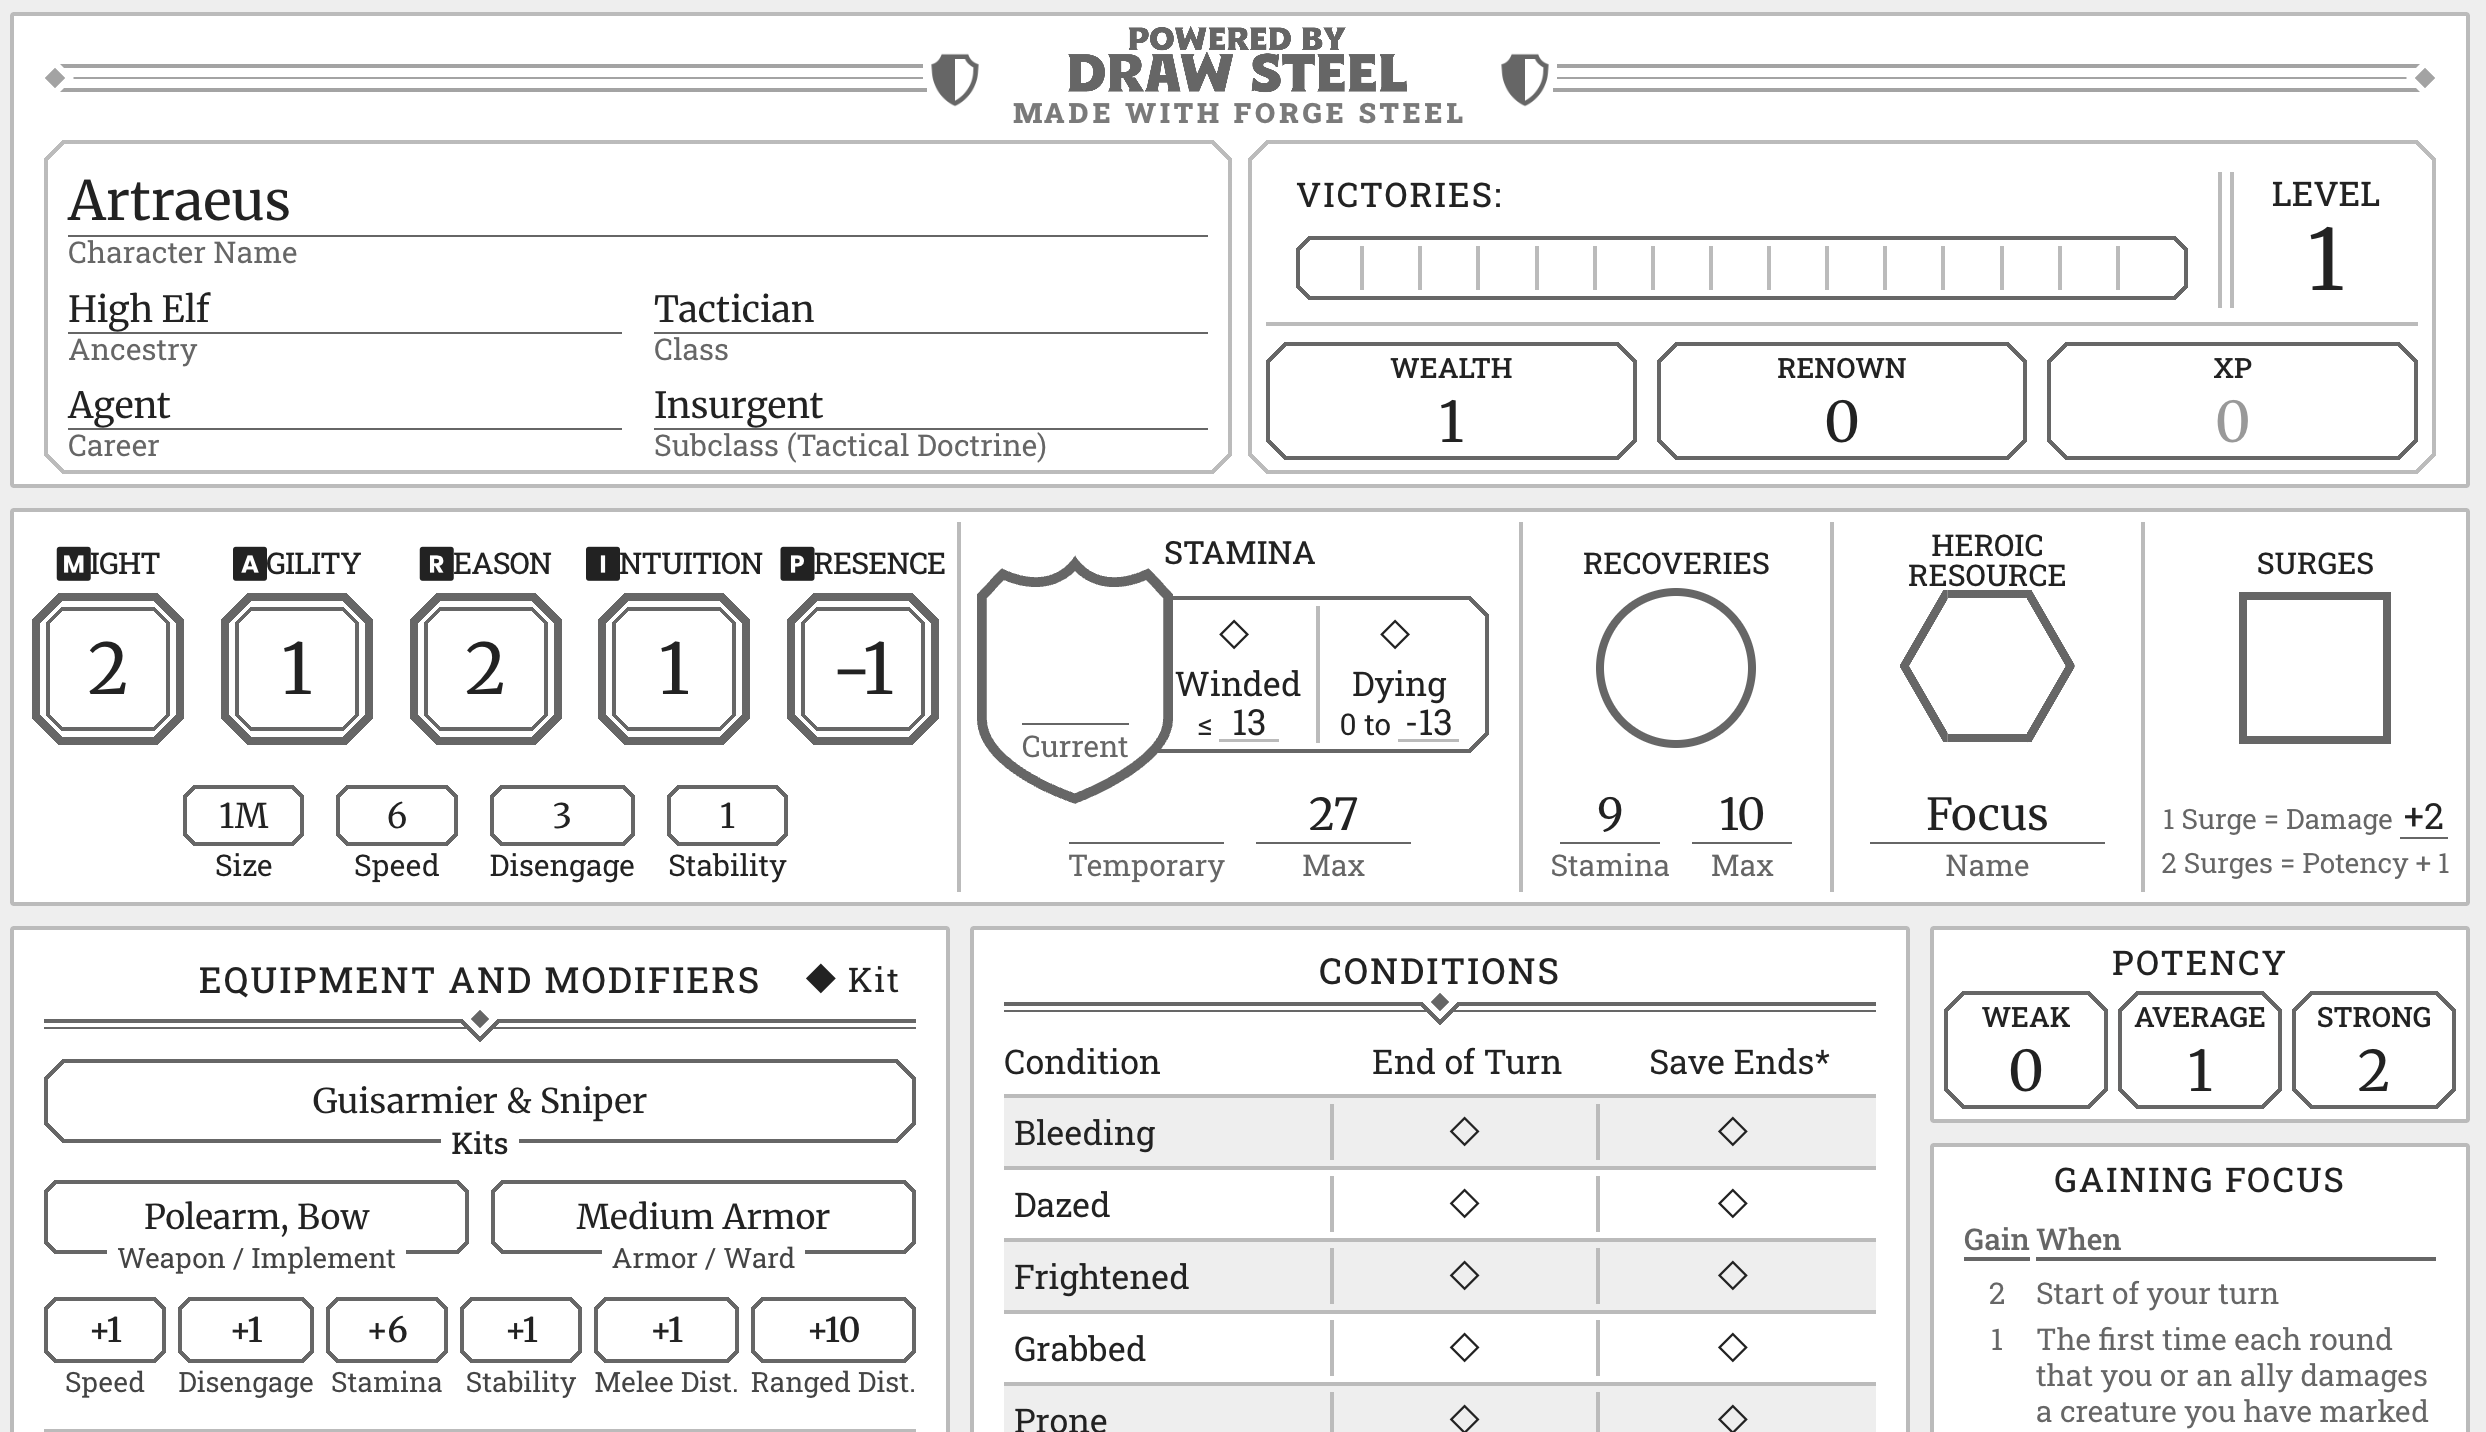 POWERED BY
DRAW STEEL
MADE WITH FORGE STEEL
Artraeus
Character Name
High Elf
Ancestry
Tactician
Class
Agent
Career
Insurgent
Subclass (Tactical Doctrine)
VICTORIES:
LEVEL
1
WEALTH
1
RENOWN
0
XP
0
MIGHT
2
AGILITY
1
REASON
2
INTUITION
1
PRESENCE
-1
1M
Size
6
Speed
3
Disengage
1
Stability
STAMINA
Current
Winded
≤ 13
Dying
0 to -13
Temporary
27
Max
RECOVERIES
9
Stamina
10
Max
HEROIC
RESOURCE
Focus
Name
SURGES
1 Surge = Damage +2
2 Surges = Potency + 1
EQUIPMENT AND MODIFIERS
Kit
Guisarmier & Sniper
Kits
Polearm, Bow
Weapon / Implement
Medium Armor
Armor / Ward
+1
Speed
+1
Disengage
+6
Stamina
+1
Stability
+1
Melee Dist.
+10
Ranged Dist.
CONDITIONS
Condition End of Turn Save Ends*
Bleeding
Dazed
Frightened
Grabbed
Prone
POTENCY
WEAK
0
AVERAGE
1
STRONG
2
GAINING FOCUS
Gain When
2 Start of your turn
1 The first time each round
that you or an ally damages
a creature you have marked